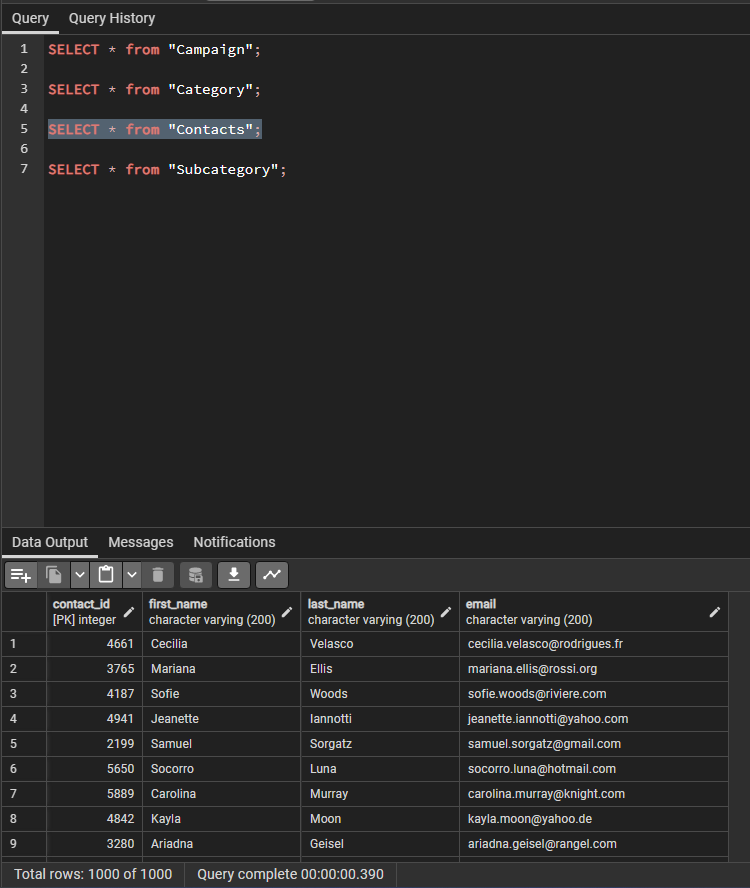 Query Query History
1 SELECT * from "Campaign";
2
3 SELECT * from "Category";
4
5 SELECT * from "Contacts";
6
7 SELECT * from "Subcategory";
Data Output Messages Notifications
contact_id first_name last_name email
[PK] integer character varying (200) character varying (200) character varying (200)
1 4661 Cecilia Velasco cecilia.velasco@rodrigues.fr
2 3765 Mariana Ellis mariana.ellis@rossi.org
3 4187 Sofie Woods sofie.woods@riviere.com
4 4941 Jeanette Iannotti jeanette.iannotti@yahoo.com
5 2199 Samuel Sorgatz samuel.sorgatz@gmail.com
6 5650 Socorro Luna socorro.luna@hotmail.com
7 5889 Carolina Murray carolina.murray@knight.com
8 4842 Kayla Moon kayla.moon@yahoo.de
9 3280 Ariadna Geisel ariadna.geisel@rangel.com
Total rows: 1000 of 1000 Query complete 00:00:00.390